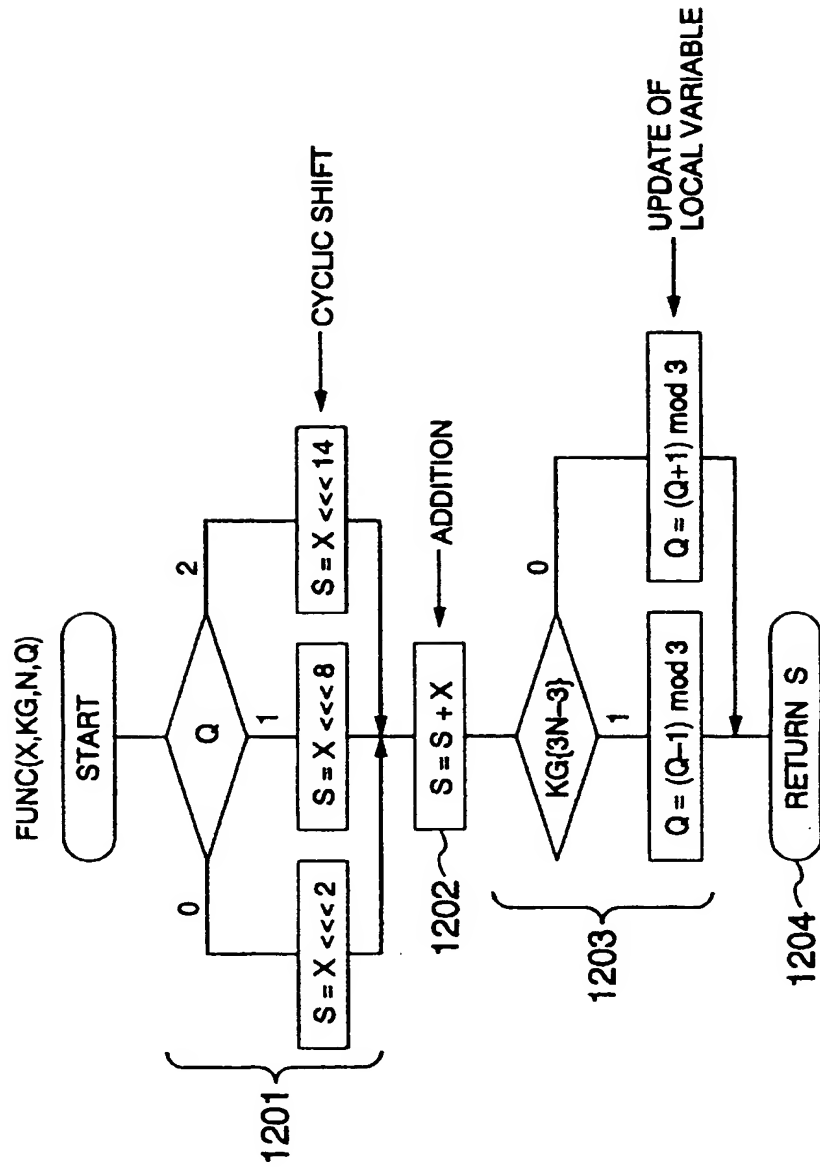 FUNC(X,KG,N,Q)
START
Q
0
1
2
S = X <<<2
S = X <<< 8
S = X <<< 14
CYCLIC SHIFT
1201
S = S + X
ADDITION
1202
KG{3N–3}
1
0
Q = (Q–1) mod 3
Q = (Q+1) mod 3
UPDATE OF
LOCAL VARIABLE
1203
RETURN S
1204